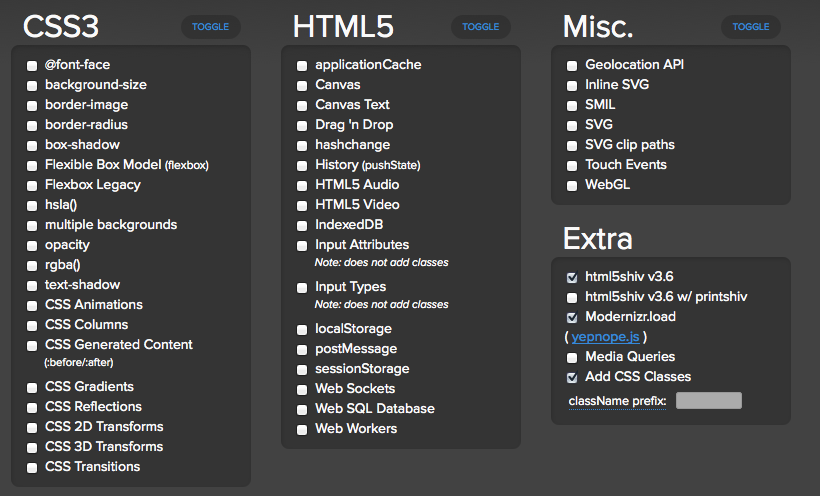 CSS3 TOGGLE
@font-face
background-size
border-image
border-radius
box-shadow
Flexible Box Model (flexbox)
Flexbox Legacy
hsla()
multiple backgrounds
opacity
rgba()
text-shadow
CSS Animations
CSS Columns
CSS Generated Content
(:before/:after)
CSS Gradients
CSS Reflections
CSS 2D Transforms
CSS 3D Transforms
CSS Transitions
HTML5 TOGGLE
applicationCache
Canvas
Canvas Text
Drag 'n Drop
hashchange
History (pushState)
HTML5 Audio
HTML5 Video
IndexedDB
Input Attributes
Note: does not add classes
Input Types
Note: does not add classes
localStorage
postMessage
sessionStorage
Web Sockets
Web SQL Database
Web Workers
Misc. TOGGLE
Geolocation API
Inline SVG
SMIL
SVG
SVG clip paths
Touch Events
WebGL
Extra
html5shiv v3.6
html5shiv v3.6 w/ printshiv
Modernizr.load
( yepnope.js )
Media Queries
Add CSS Classes
className prefix: